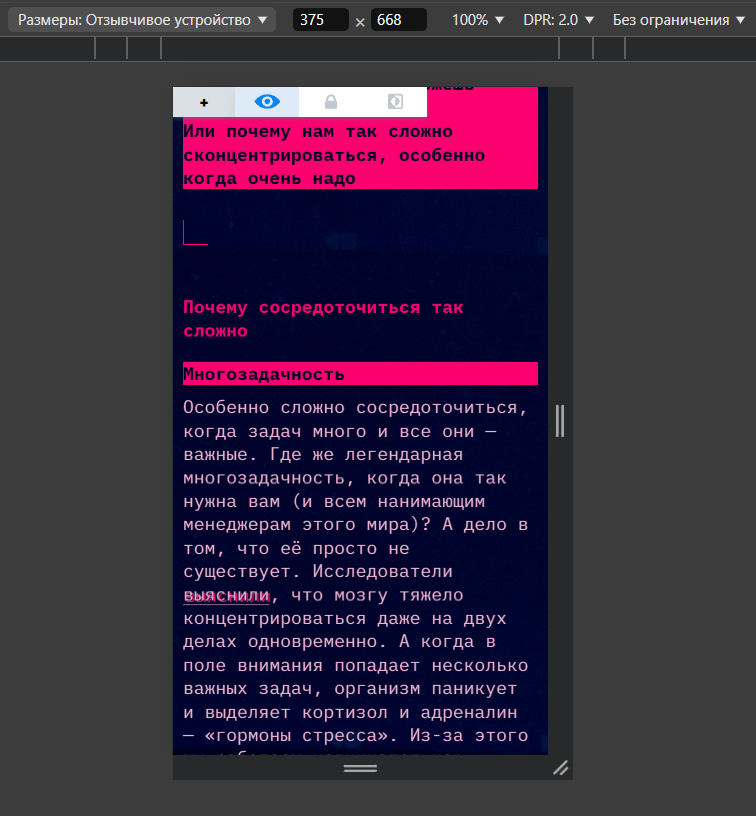 Размеры: Отзывчивое устройство ▼ 375 × 668 100% ▼ DPR: 2.0 ▼ Без ограничения ▼
+
Или почему нам так сложно
сконцентрироваться, особенно
когда очень надо
Почему сосредоточиться так
сложно
Многозадачность
Особенно сложно сосредоточиться,
когда задач много и все они —
важные. Где же легендарная
многозадачность, когда она так
нужна вам (и всем нанимающим
менеджерам этого мира)? А дело в
том, что её просто не
существует. Исследователи
выяснили, что мозгу тяжело
концентрироваться даже на двух
делах одновременно. А когда в
поле внимания попадает несколько
важных задач, организм паникует
и выделяет кортизол и адреналин
— «гормоны стресса». Из-за этого